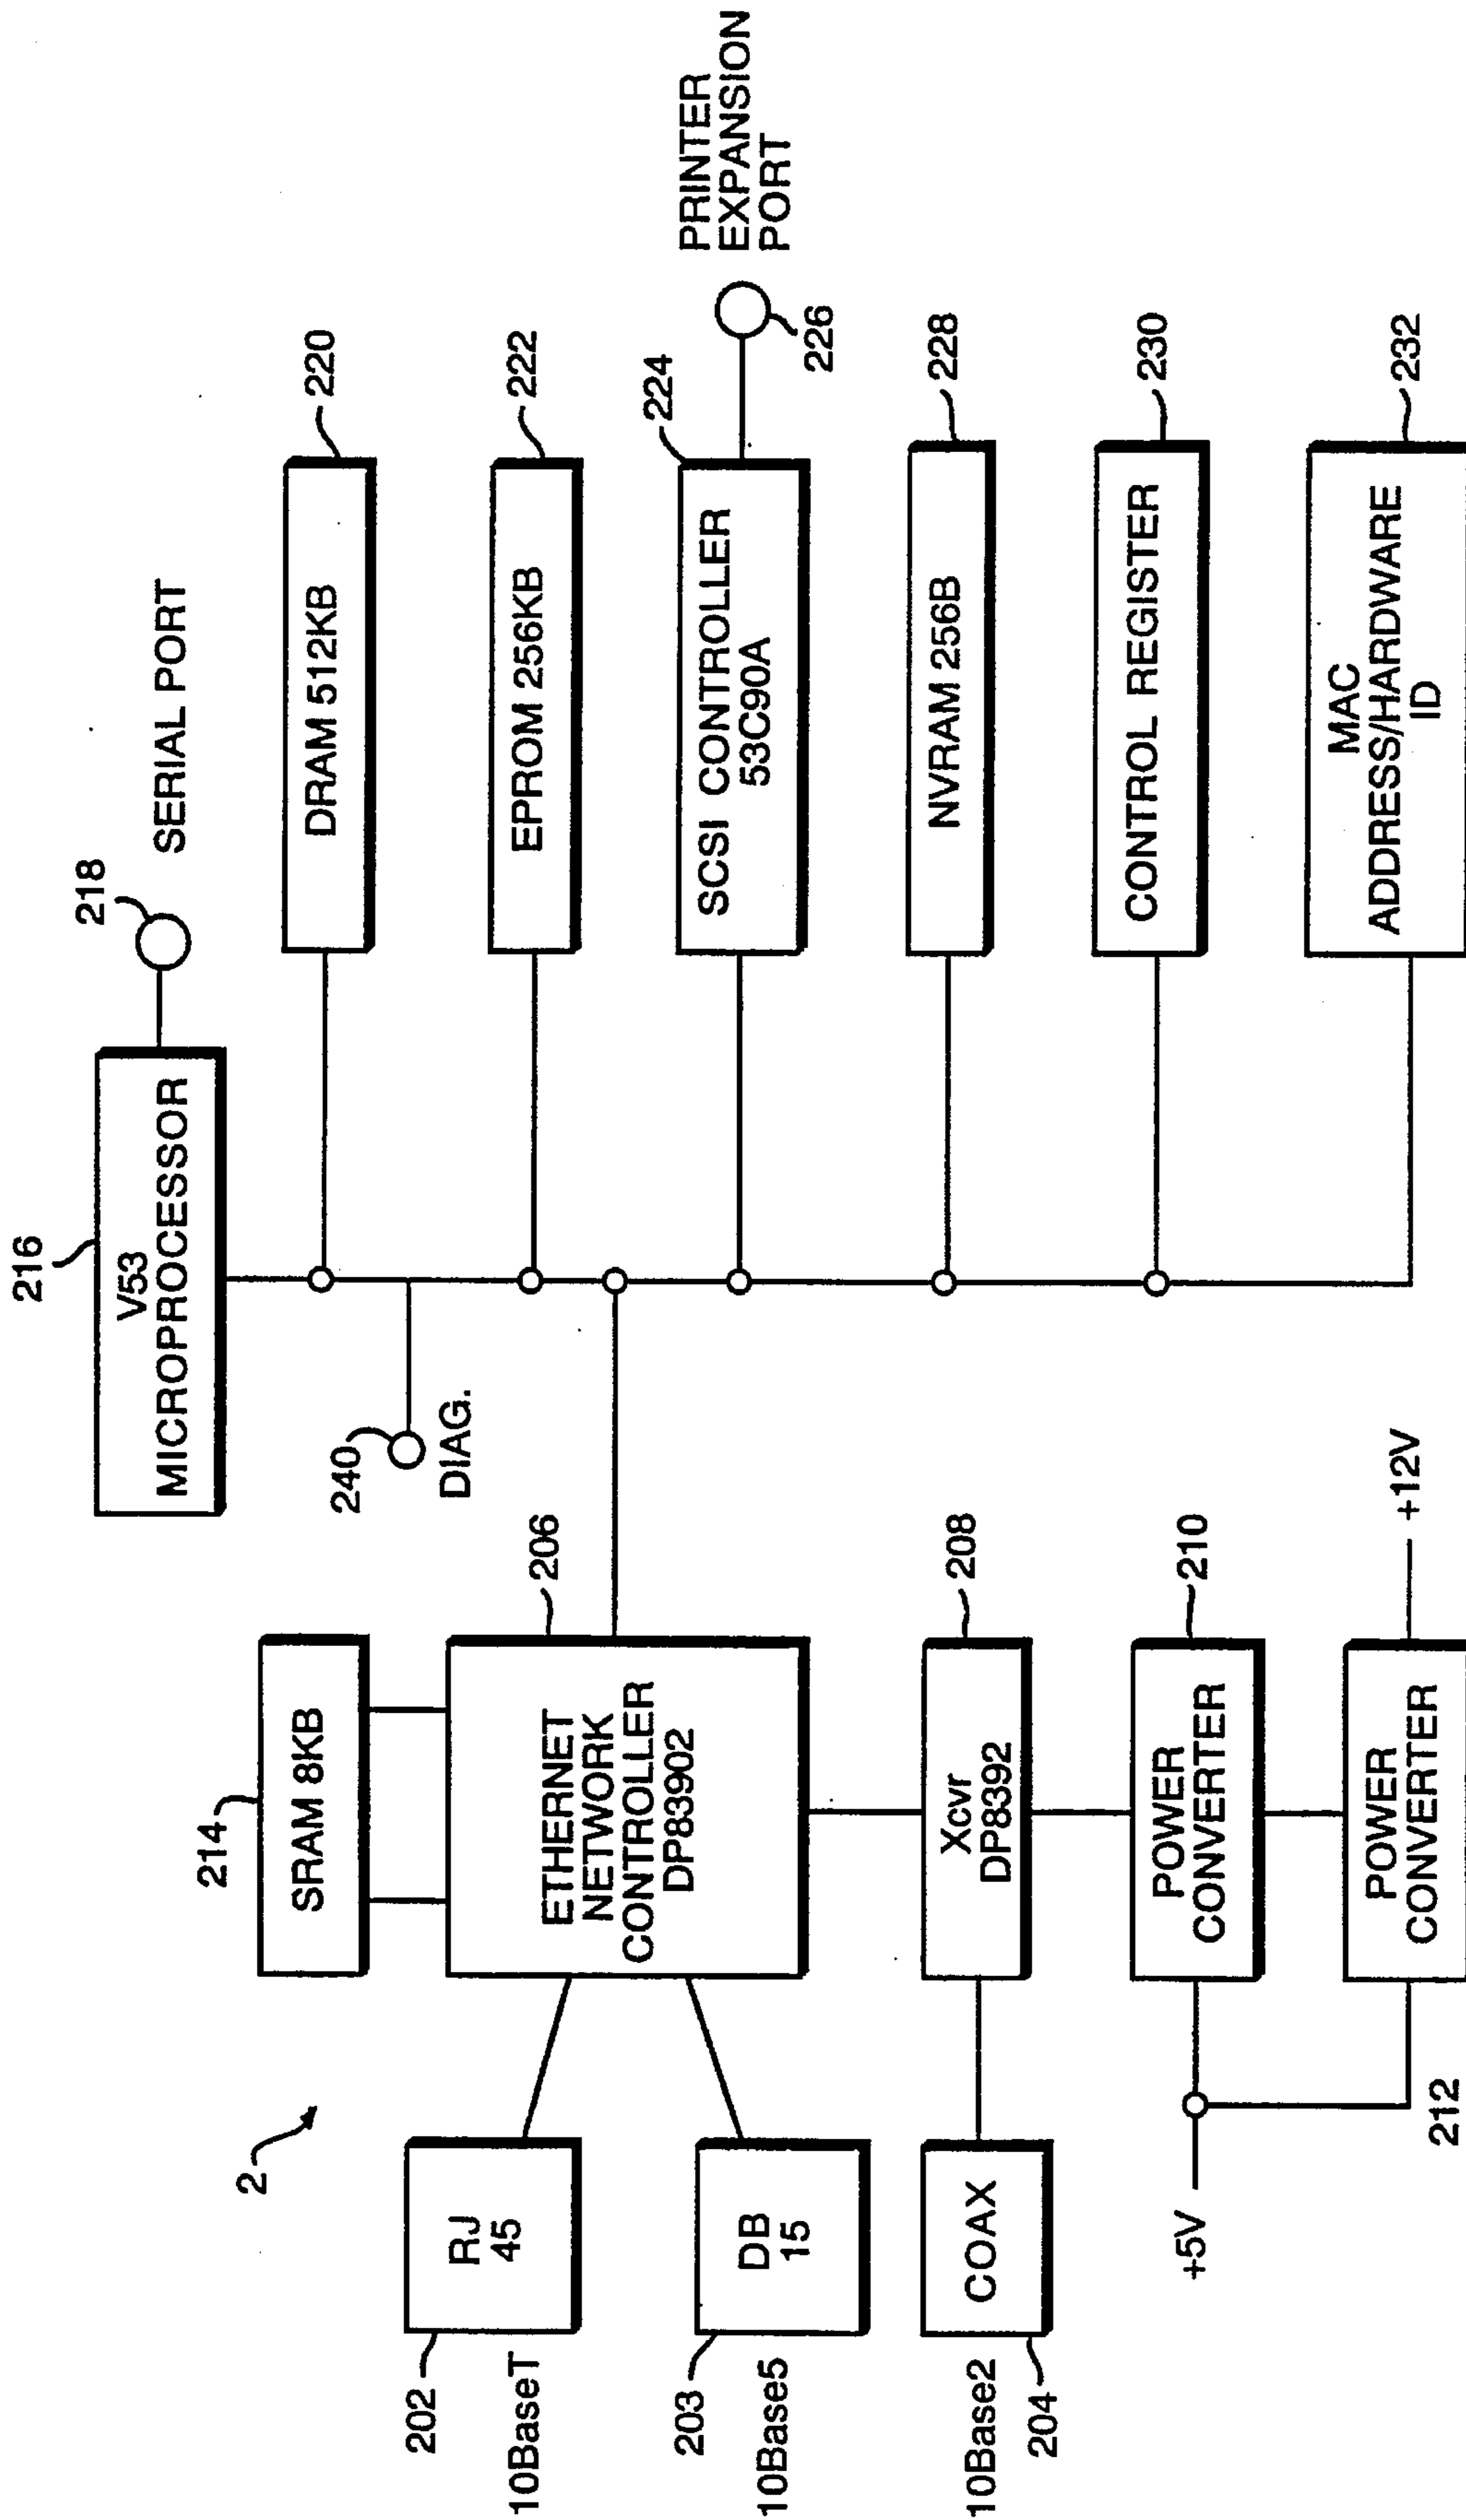 2
202
RJ
45
10BaseT
203
DB
15
10Base5
204
COAX
10Base2
214
SRAM 8KB
206
ETHERNET
NETWORK
CONTROLLER
DP83902
208
Xcvr
DP8392
210
POWER
CONVERTER
+5V
212
POWER
CONVERTER
+12V
216
V53
MICROPROCESSOR
218
SERIAL PORT
240
DIAG.
220
DRAM 512KB
222
EPROM 256KB
224
SCSI CONTROLLER
53C90A
226
PRINTER
EXPANSION
PORT
228
NVRAM 256B
230
CONTROL REGISTER
232
MAC
ADDRESS/HARDWARE
ID